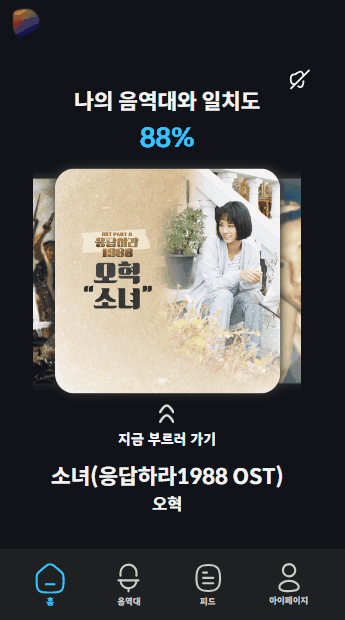 나의 음역대와 일치도
88%
OST PART 3
응답하라
1988
오혁
"소녀"
지금 부르러 가기
소녀(응답하라1988 OST)
오혁
홈
음역대
피드
마이페이지